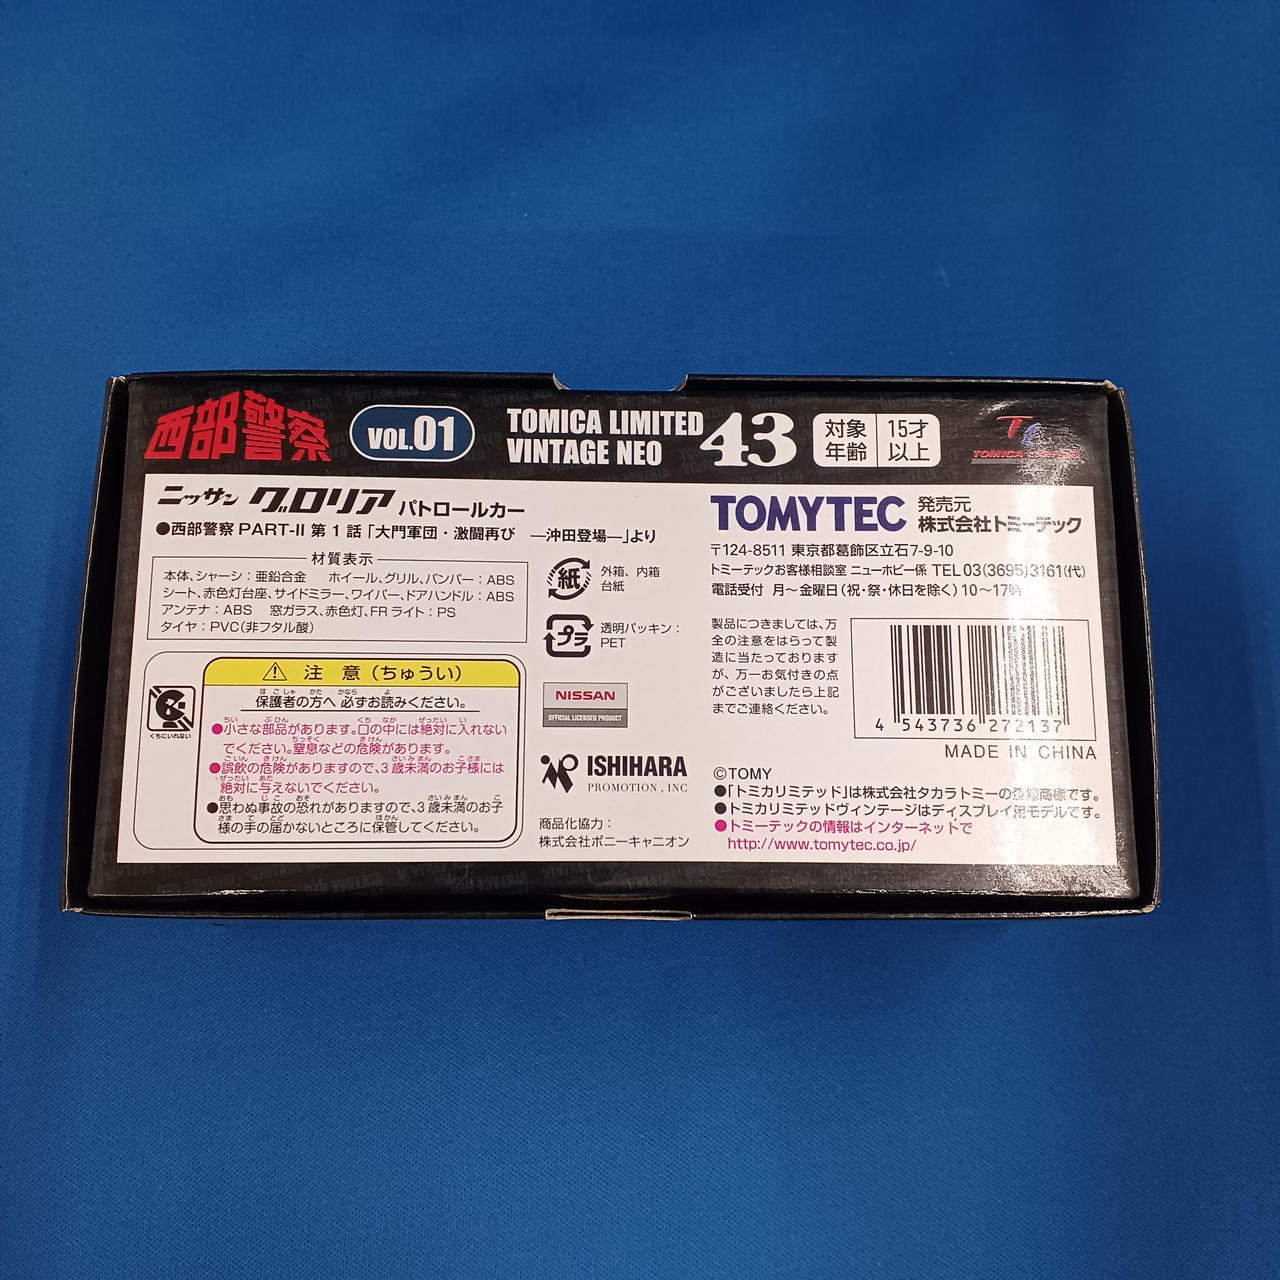 西部警察 VOL.01 TOMICA LIMITED VINTAGE NEO 43 対象年齢 15才以上
TOMICA LIMITED
ニッサン グロリア パトロールカー
●西部警察 PART-II 第1話「大門軍団・激闘再び ―沖田登場―」より
材質表示
本体、シャーシ：亜鉛合金 ホイール、グリル、バンパー：ABS
シート、赤色灯台座、サイドミラー、ワイパー、ドアハンドル：ABS
アンテナ：ABS 窓ガラス、赤色灯、FRライト：PS
タイヤ：PVC(非フタル酸)
くちにいれない
⚠ 注 意（ちゅうい）
保護者の方へ 必ずお読みください。
●小さな部品があります。口の中には絶対に入れない
でください。窒息などの危険があります。
●誤飲の危険がありますので、3歳未満のお子様には
絶対に与えないでください。
●思わぬ事故の恐れがありますので、3歳未満のお子
様の手の届かないところに保管してください。
紙 外箱、内箱
台紙
プラ 透明パッキン：
PET
NISSAN
OFFICIAL LICENSED PRODUCT
ISHIHARA
PROMOTION , INC
商品化協力：
株式会社ポニーキャニオン
TOMYTEC 発売元
株式会社トミーテック
〒124-8511 東京都葛飾区立石7-9-10
トミーテックお客様相談室 ニューホビー係 TEL 03(3695)3161(代)
電話受付 月〜金曜日（祝・祭・休日を除く）10〜17時
製品につきましては、万
全の注意をはらって製
造に当たっております
が、万一お気付きの点
がございましたら上記
までご連絡ください。
4 543736 272137
MADE IN CHINA
©TOMY
●「トミカリミテッド」は株式会社タカラトミーの登録商標です。
●トミカリミテッドヴィンテージはディスプレイ用モデルです。
●トミーテックの情報はインターネットで
http://www.tomytec.co.jp/